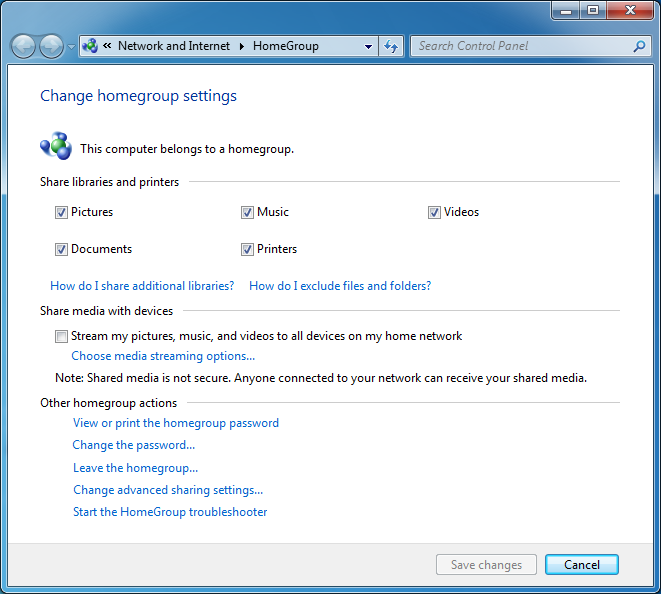 « Network and Internet ▸ HomeGroup
Search Control Panel
Change homegroup settings
This computer belongs to a homegroup.
Share libraries and printers
Pictures Music Videos
Documents Printers
How do I share additional libraries? How do I exclude files and folders?
Share media with devices
Stream my pictures, music, and videos to all devices on my home network
Choose media streaming options...
Note: Shared media is not secure. Anyone connected to your network can receive your shared media.
Other homegroup actions
View or print the homegroup password
Change the password...
Leave the homegroup...
Change advanced sharing settings...
Start the HomeGroup troubleshooter
Save changes Cancel